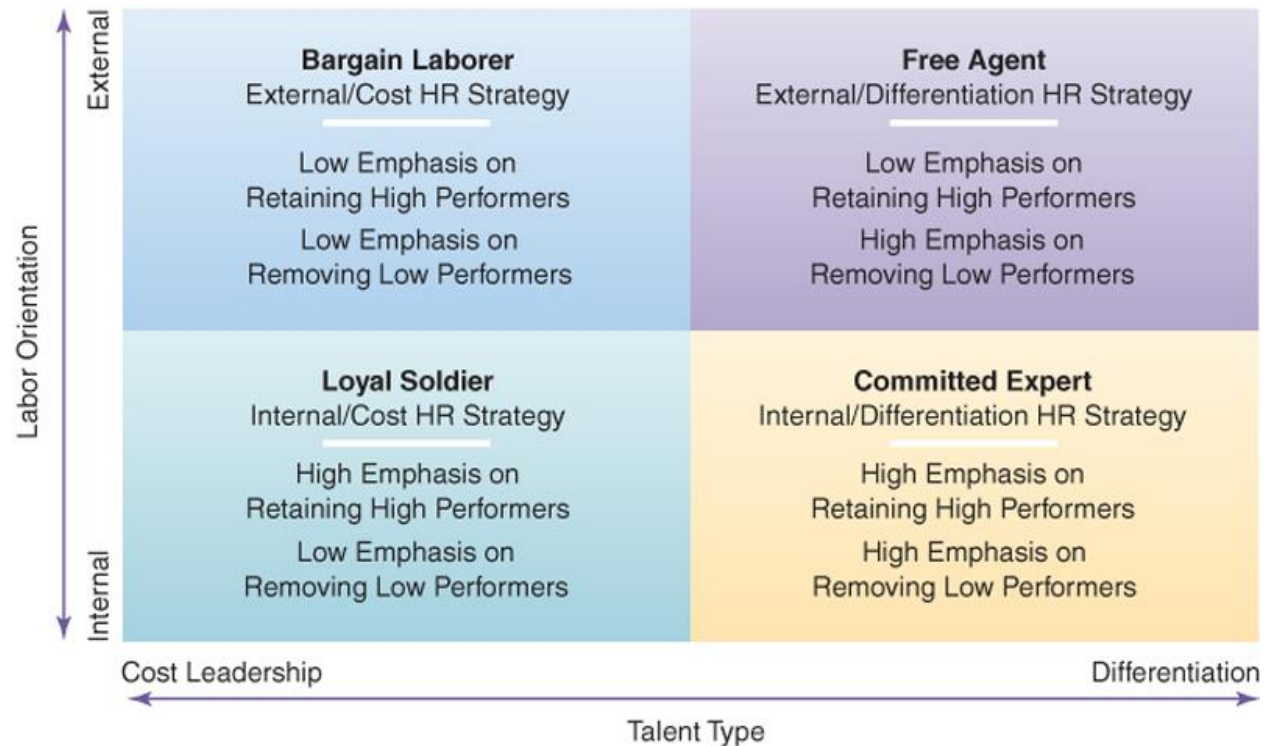 External
Labor Orientation
Internal
Bargain Laborer
External/Cost HR Strategy
Low Emphasis on
Retaining High Performers
Low Emphasis on
Removing Low Performers
Free Agent
External/Differentiation HR Strategy
Low Emphasis on
Retaining High Performers
High Emphasis on
Removing Low Performers
Loyal Soldier
Internal/Cost HR Strategy
High Emphasis on
Retaining High Performers
Low Emphasis on
Removing Low Performers
Committed Expert
Internal/Differentiation HR Strategy
High Emphasis on
Retaining High Performers
High Emphasis on
Removing Low Performers
Cost Leadership
Differentiation
Talent Type